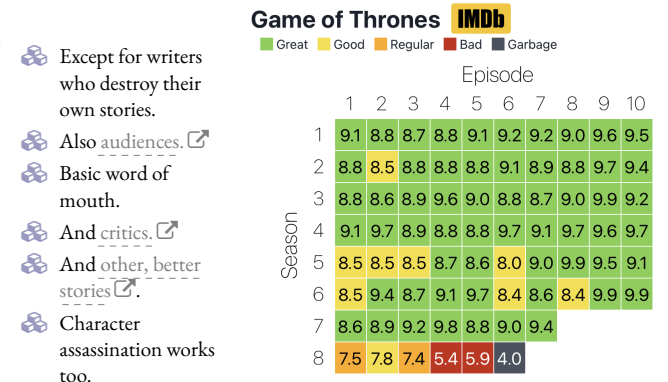 Except for writers
who destroy their
own stories.
Also audiences.
Basic word of
mouth.
And critics.
And other, better
stories.
Character
assassination works
too.
Game of Thrones IMDb
Great Good Regular Bad Garbage
Episode
1 2 3 4 5 6 7 8 9 10
Season
1 9.1 8.8 8.7 8.8 9.1 9.2 9.2 9.0 9.6 9.5
2 8.8 8.5 8.8 8.8 8.8 9.1 8.9 8.8 9.7 9.4
3 8.8 8.6 8.9 9.6 9.0 8.8 8.7 9.0 9.9 9.2
4 9.1 9.7 8.9 8.8 8.8 9.7 9.1 9.7 9.6 9.7
5 8.5 8.5 8.5 8.7 8.6 8.0 9.0 9.9 9.5 9.1
6 8.5 9.4 8.7 9.1 9.7 8.4 8.6 8.4 9.9 9.9
7 8.6 8.9 9.2 9.8 8.8 9.0 9.4
8 7.5 7.8 7.4 5.4 5.9 4.0